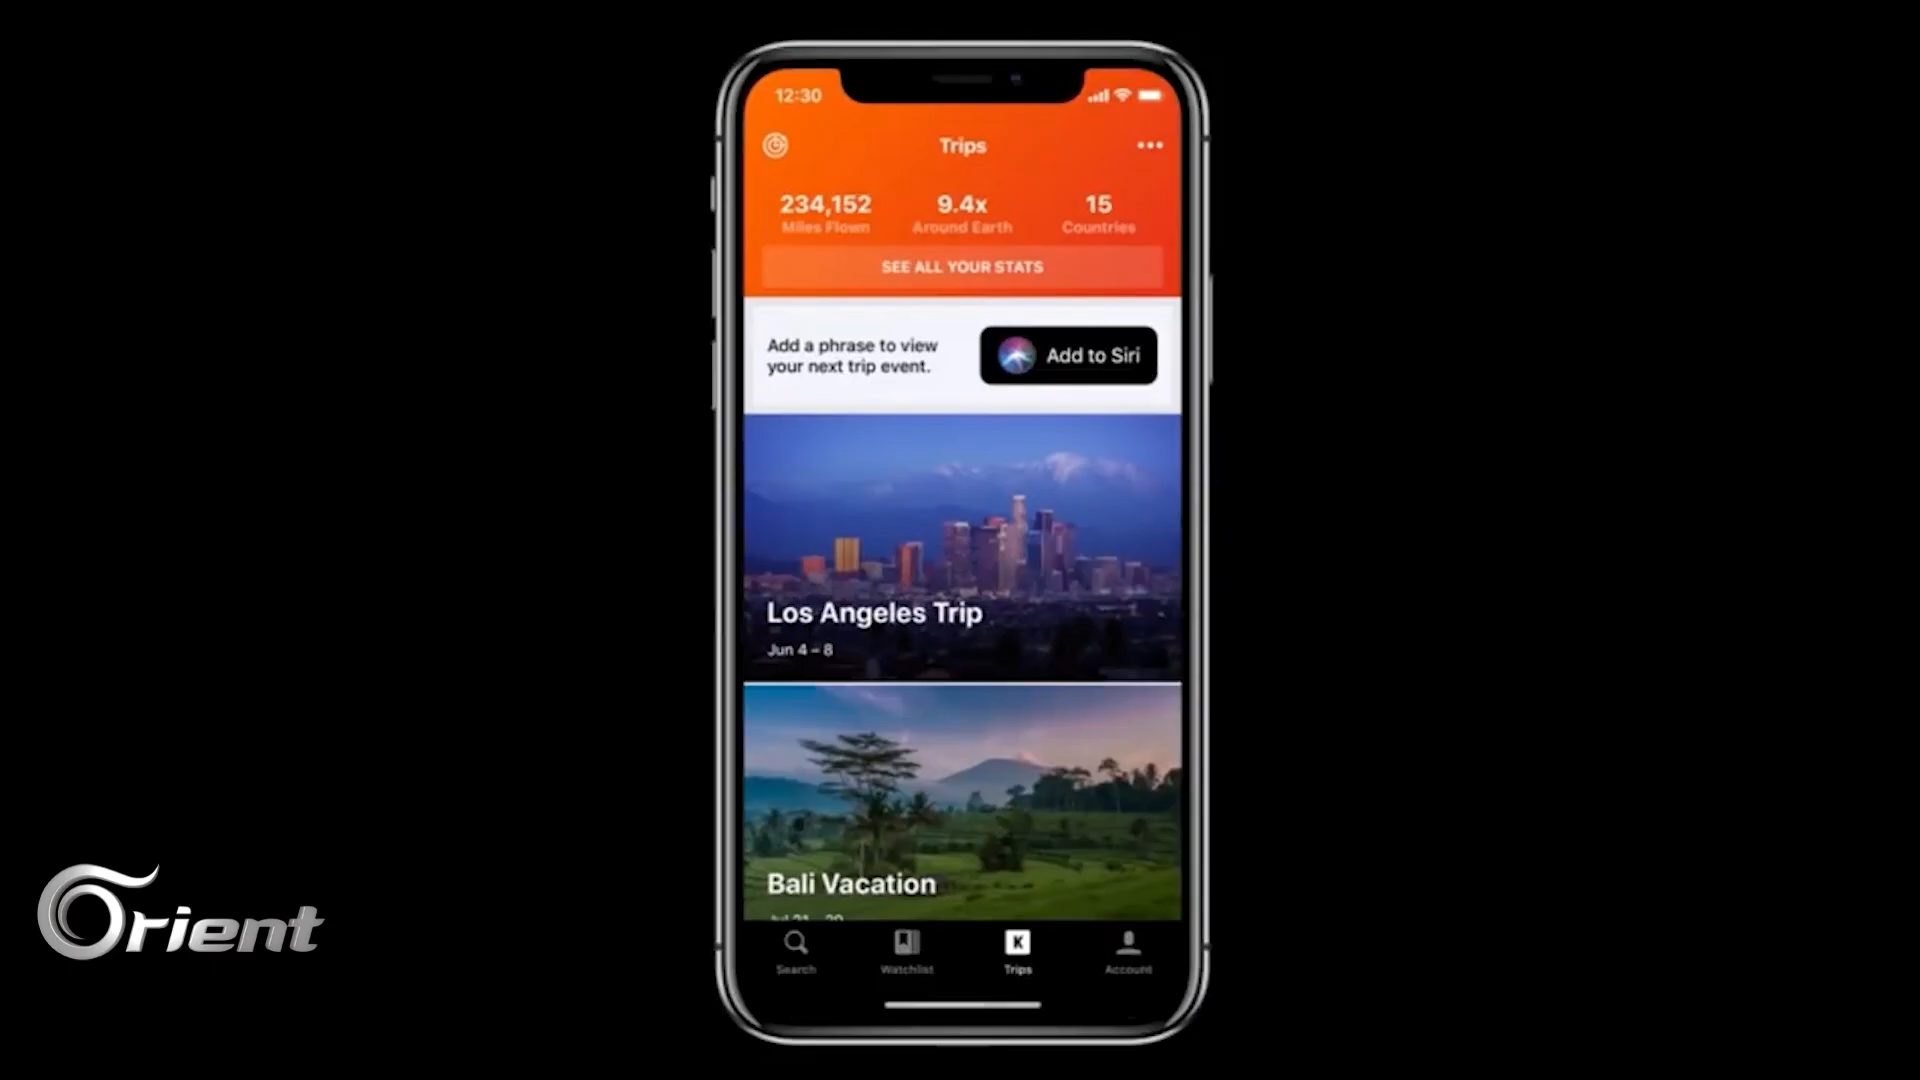 12:30
Trips
234,152 9.4x 15
Miles Flown Around Earth Countries
SEE ALL YOUR STATS
Add a phrase to view
your next trip event.
Add to Siri
Los Angeles Trip
Jun 4 – 8
Bali Vacation
Orient
K
Search Watchlist Trips Account